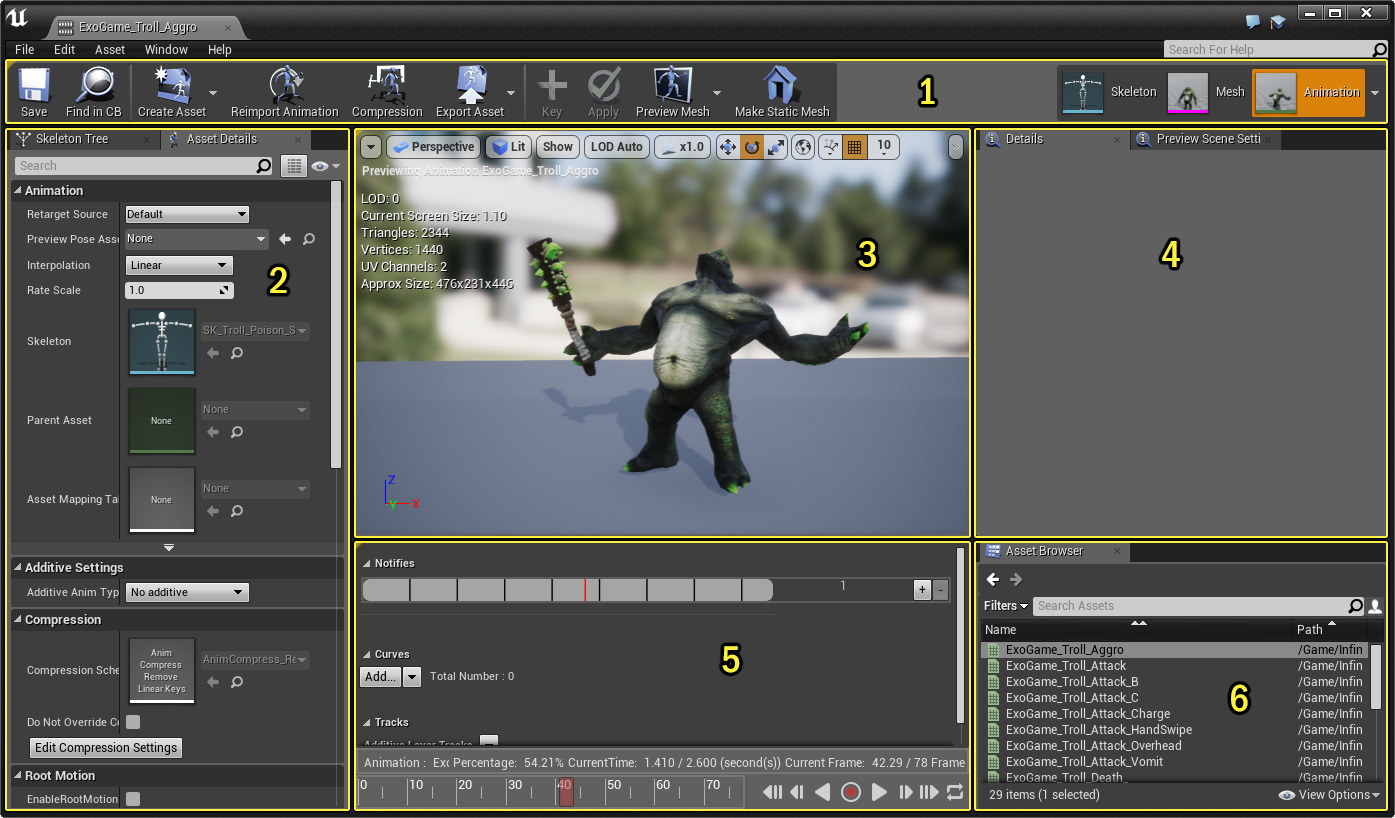 ExoGame_Troll_Aggro
File Edit Asset Window Help
Search For Help
Save Find in CB Create Asset Reimport Animation Compression Export Asset Key Apply Preview Mesh Make Static Mesh
1
Skeleton Mesh Animation
Skeleton Tree Asset Details
Search
Animation
Retarget Source Default
Preview Pose Ass None
Interpolation Linear
Rate Scale 1.0
2
Skeleton SK_Troll_Poison_S
Parent Asset None None
Asset Mapping Ta None None
Additive Settings
Additive Anim Typ No additive
Compression
Compression Sche Anim Compress Remove Linear Keys AnimCompress_Re
Do Not Override Co
Edit Compression Settings
Root Motion
EnableRootMotion
Perspective Lit Show LOD Auto x1.0 10
Previewing Animation ExoGame_Troll_Aggro
LOD: 0
Current Screen Size: 1.10
Triangles: 2344
Vertices: 1440
UV Channels: 2
Approx Size: 476x231x446
3
Z
Y X
Details Preview Scene Setti
4
Notifies
1 + -
Curves
Add... Total Number : 0
5
Tracks
Additive Layer Tracks
Animation : Exc Percentage: 54.21% CurrentTime: 1.410 / 2.600 (second(s)) Current Frame: 42.29 / 78 Frame
0 10 20 30 40 50 60 70
Asset Browser
Filters Search Assets
Name Path
ExoGame_Troll_Aggro /Game/Infin
ExoGame_Troll_Attack /Game/Infin
ExoGame_Troll_Attack_B /Game/Infin
ExoGame_Troll_Attack_C /Game/Infin
ExoGame_Troll_Attack_Charge /Game/Infin
ExoGame_Troll_Attack_HandSwipe /Game/Infin
ExoGame_Troll_Attack_Overhead /Game/Infin
ExoGame_Troll_Attack_Vomit /Game/Infin
ExoGame_Troll_Death_ /Game/Infin
6
29 items (1 selected) View Options